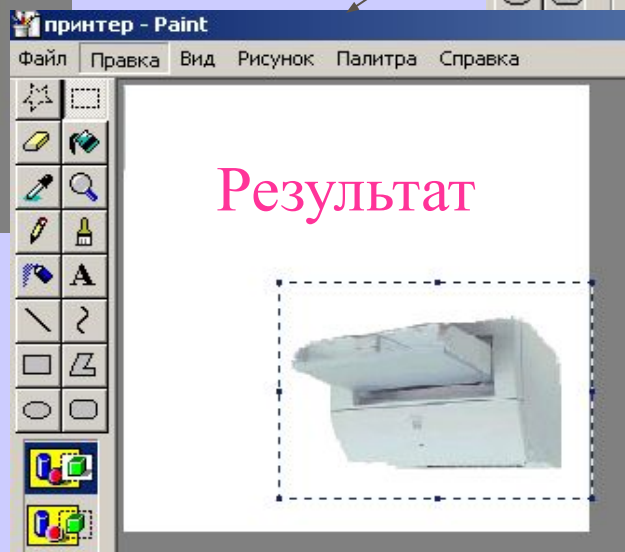 принтер - Paint
Файл Правка Вид Рисунок Палитра Справка
A
Результат